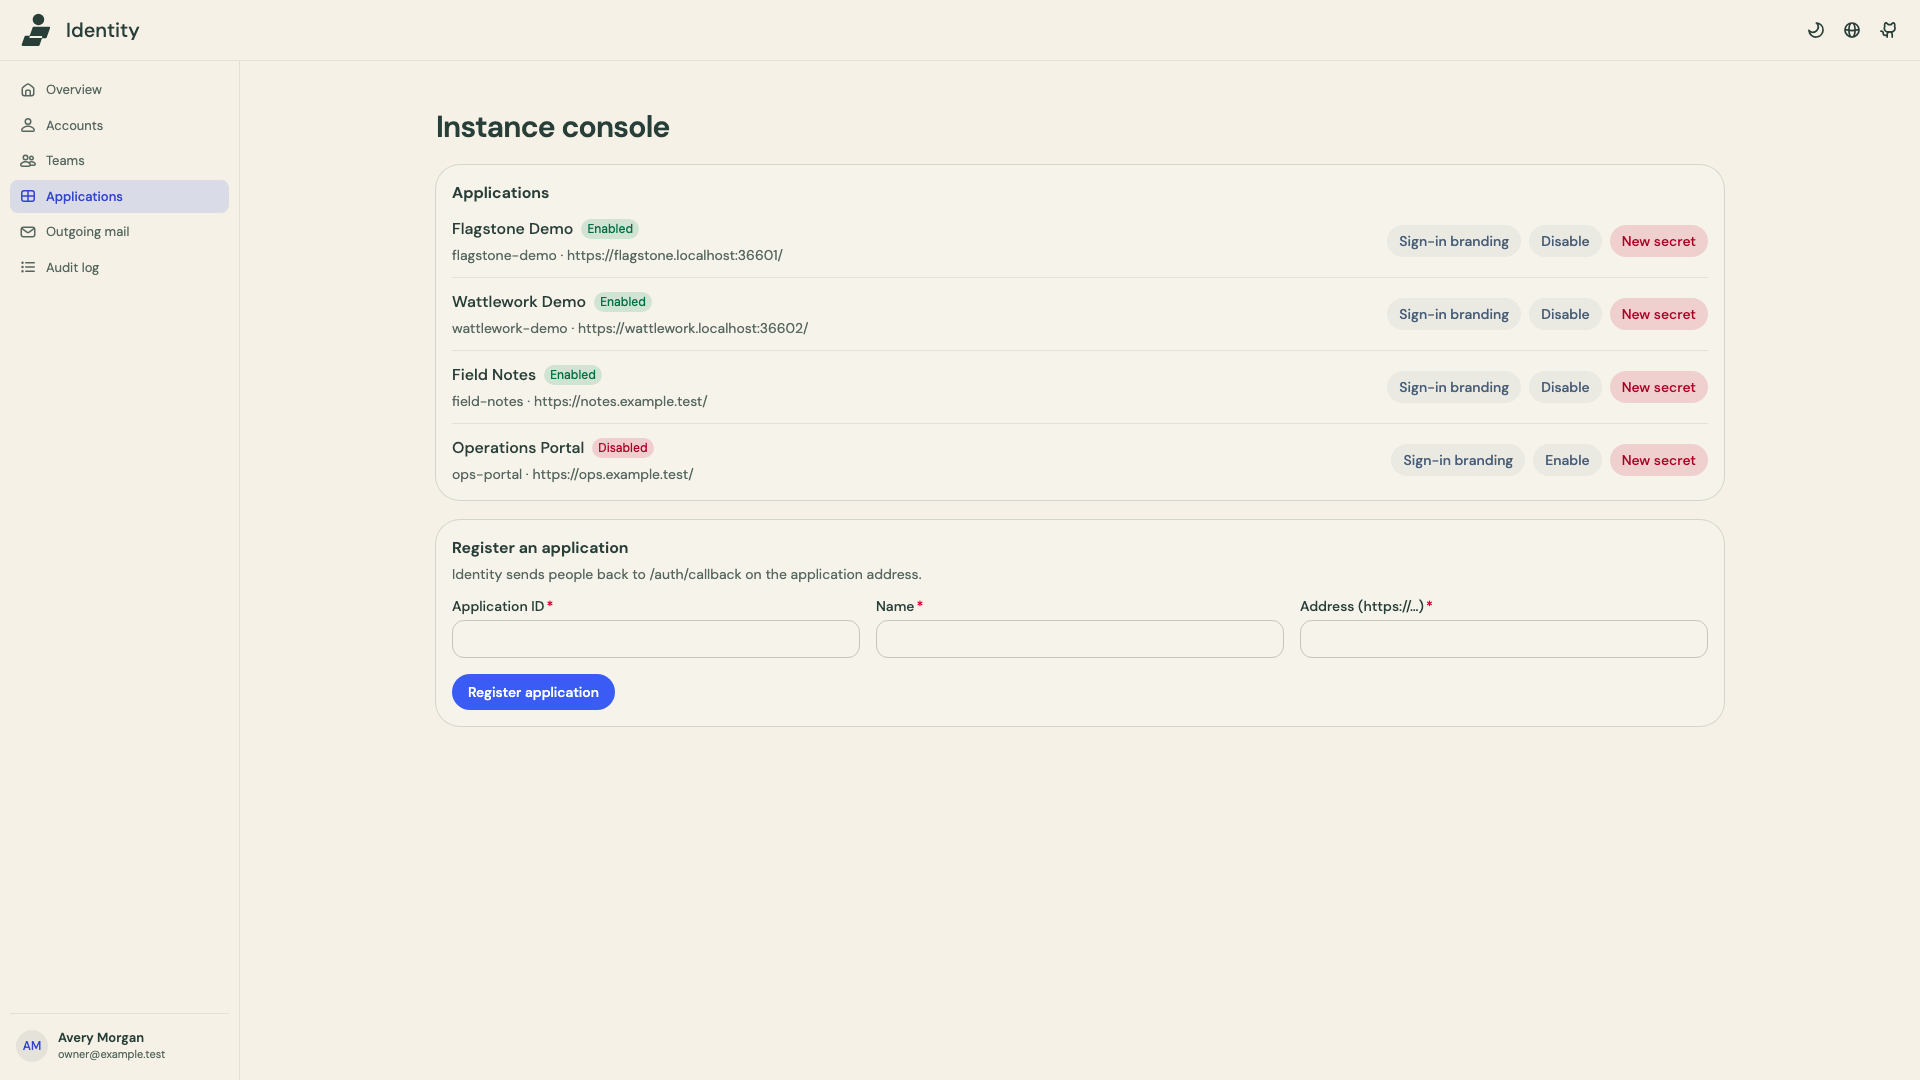 Identity
Overview
Accounts
Teams
Applications
Outgoing mail
Audit log
Instance console
Applications
Flagstone Demo Enabled
flagstone-demo · https://flagstone.localhost:36601/
Sign-in branding Disable New secret
Wattlework Demo Enabled
wattlework-demo · https://wattlework.localhost:36602/
Sign-in branding Disable New secret
Field Notes Enabled
field-notes · https://notes.example.test/
Sign-in branding Disable New secret
Operations Portal Disabled
ops-portal · https://ops.example.test/
Sign-in branding Enable New secret
Register an application
Identity sends people back to /auth/callback on the application address.
Application ID* Name* Address (https://…)*
Register application
AM
Avery Morgan
owner@example.test